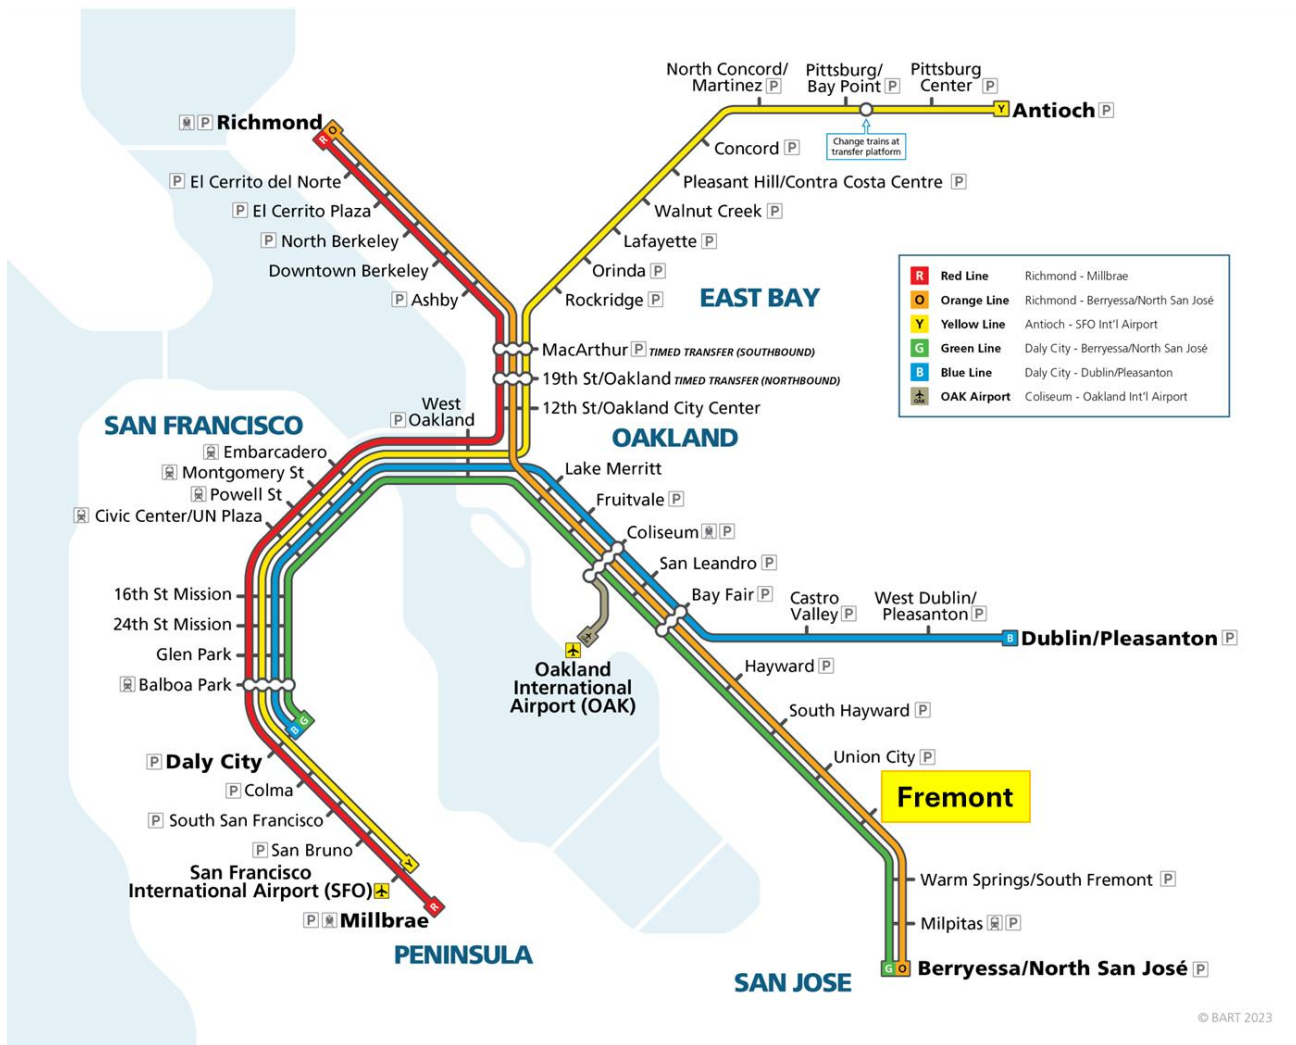 North Concord/
Martinez P
Pittsburg/
Bay Point P
Pittsburg
Center P
Y Antioch P
Change trains at
transfer platform
P Richmond
R O
P El Cerrito del Norte
P El Cerrito Plaza
P North Berkeley
Downtown Berkeley
P Ashby
Concord P
Pleasant Hill/Contra Costa Centre P
Walnut Creek P
Lafayette P
Orinda P
Rockridge P
EAST BAY
R Red Line Richmond - Millbrae
O Orange Line Richmond - Berryessa/North San José
Y Yellow Line Antioch - SFO Int'l Airport
G Green Line Daly City - Berryessa/North San José
B Blue Line Daly City - Dublin/Pleasanton
OAK OAK Airport Coliseum - Oakland Int'l Airport
MacArthur P TIMED TRANSFER (SOUTHBOUND)
19th St/Oakland TIMED TRANSFER (NORTHBOUND)
12th St/Oakland City Center
West
P Oakland
SAN FRANCISCO
OAKLAND
Embarcadero
Montgomery St
Powell St
Civic Center/UN Plaza
Lake Merritt
Fruitvale P
Coliseum P
San Leandro P
Bay Fair P
16th St Mission
24th St Mission
Glen Park
Balboa Park
B G
Castro
Valley P
West Dublin/
Pleasanton P
B Dublin/Pleasanton P
Oakland
International
Airport (OAK)
Hayward P
South Hayward P
Union City P
Fremont
P Daly City
P Colma
P South San Francisco
P San Bruno
Y
San Francisco
International Airport (SFO)
P Millbrae R
PENINSULA
Warm Springs/South Fremont P
Milpitas P
G O Berryessa/North San José P
SAN JOSE
© BART 2023